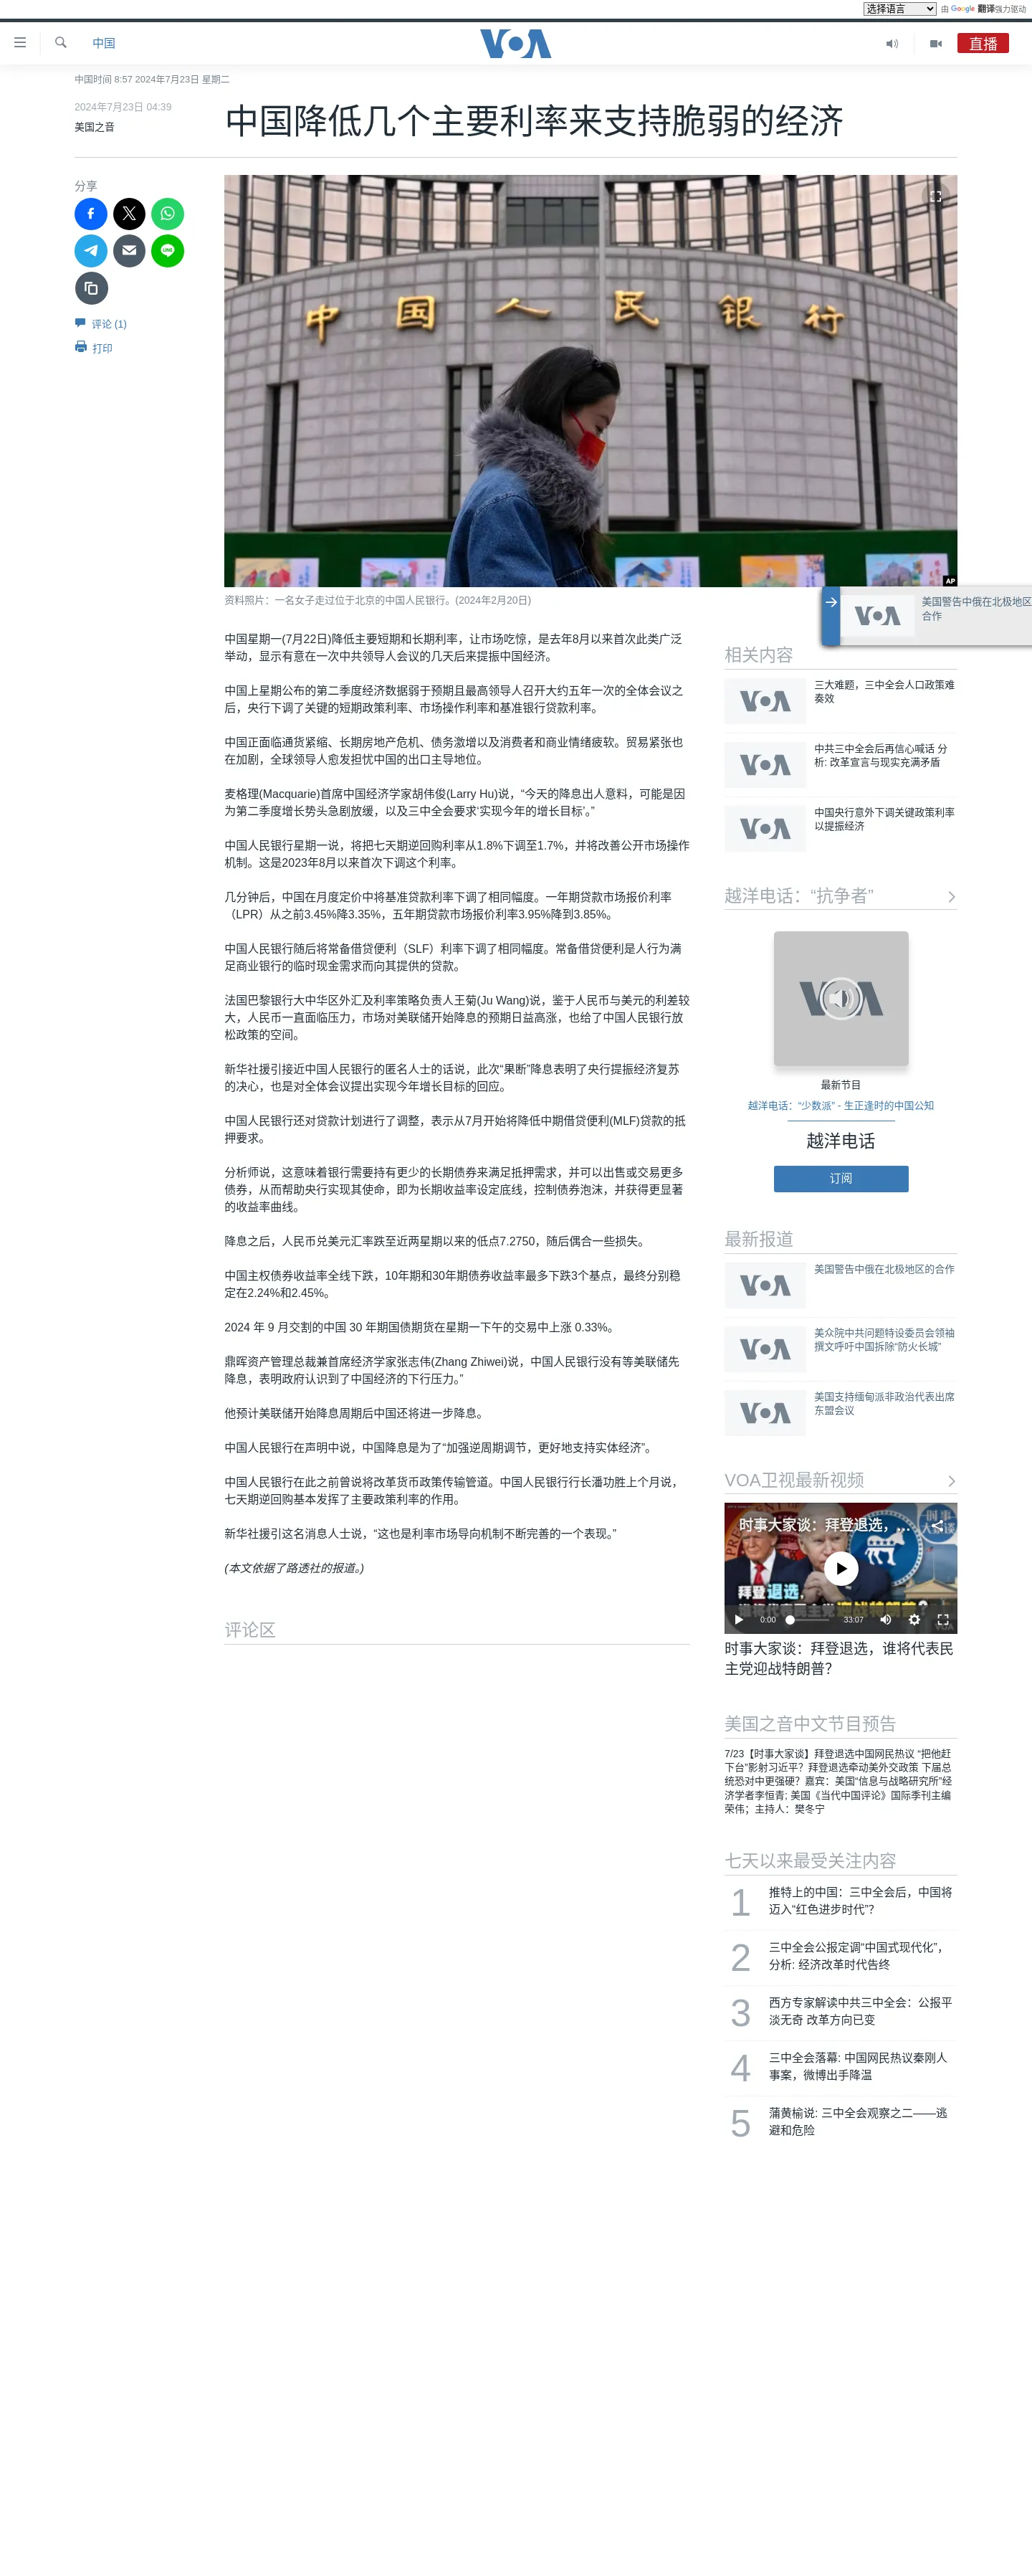 选择语言 由 Google 翻译强力驱动
中国
VOA
直播
中国时间 8:57 2024年7月23日 星期二
2024年7月23日 04:39
美国之音
中国降低几个主要利率来支持脆弱的经济
分享
评论 (1)
打印
中国人民银行
AP
资料照片：一名女子走过位于北京的中国人民银行。(2024年2月20日)
中国星期一(7月22日)降低主要短期和长期利率，让市场吃惊，是去年8月以来首次此类广泛
举动，显示有意在一次中共领导人会议的几天后来提振中国经济。
中国上星期公布的第二季度经济数据弱于预期且最高领导人召开大约五年一次的全体会议之
后，央行下调了关键的短期政策利率、市场操作利率和基准银行贷款利率。
中国正面临通货紧缩、长期房地产危机、债务激增以及消费者和商业情绪疲软。贸易紧张也
在加剧，全球领导人愈发担忧中国的出口主导地位。
麦格理(Macquarie)首席中国经济学家胡伟俊(Larry Hu)说，“今天的降息出人意料，可能是因
为第二季度增长势头急剧放缓，以及三中全会要求‘实现今年的增长目标’。”
中国人民银行星期一说，将把七天期逆回购利率从1.8%下调至1.7%，并将改善公开市场操作
机制。这是2023年8月以来首次下调这个利率。
几分钟后，中国在月度定价中将基准贷款利率下调了相同幅度。一年期贷款市场报价利率
（LPR）从之前3.45%降3.35%，五年期贷款市场报价利率3.95%降到3.85%。
中国人民银行随后将常备借贷便利（SLF）利率下调了相同幅度。常备借贷便利是人行为满
足商业银行的临时现金需求而向其提供的贷款。
法国巴黎银行大中华区外汇及利率策略负责人王菊(Ju Wang)说，鉴于人民币与美元的利差较
大，人民币一直面临压力，市场对美联储开始降息的预期日益高涨，也给了中国人民银行放
松政策的空间。
新华社援引接近中国人民银行的匿名人士的话说，此次“果断”降息表明了央行提振经济复苏
的决心，也是对全体会议提出实现今年增长目标的回应。
中国人民银行还对贷款计划进行了调整，表示从7月开始将降低中期借贷便利(MLF)贷款的抵
押要求。
分析师说，这意味着银行需要持有更少的长期债券来满足抵押需求，并可以出售或交易更多
债券，从而帮助央行实现其使命，即为长期收益率设定底线，控制债券泡沫，并获得更显著
的收益率曲线。
降息之后，人民币兑美元汇率跌至近两星期以来的低点7.2750，随后偶合一些损失。
中国主权债券收益率全线下跌，10年期和30年期债券收益率最多下跌3个基点，最终分别稳
定在2.24%和2.45%。
2024 年 9 月交割的中国 30 年期国债期货在星期一下午的交易中上涨 0.33%。
鼎晖资产管理总裁兼首席经济学家张志伟(Zhang Zhiwei)说，中国人民银行没有等美联储先
降息，表明政府认识到了中国经济的下行压力。”
他预计美联储开始降息周期后中国还将进一步降息。
中国人民银行在声明中说，中国降息是为了“加强逆周期调节，更好地支持实体经济”。
中国人民银行在此之前曾说将改革货币政策传输管道。中国人民银行行长潘功胜上个月说，
七天期逆回购基本发挥了主要政策利率的作用。
新华社援引这名消息人士说，“这也是利率市场导向机制不断完善的一个表现。”
(本文依据了路透社的报道。)
评论区
VOA
美国警告中俄在北极地区
合作
相关内容
VOA
三大难题，三中全会人口政策难
奏效
VOA
中共三中全会后再信心喊话 分
析: 改革宣言与现实充满矛盾
VOA
中国央行意外下调关键政策利率
以提振经济
越洋电话：“抗争者”
VOA
最新节目
越洋电话：“少数派” - 生正逢时的中国公知
越洋电话
订阅
最新报道
VOA
美国警告中俄在北极地区的合作
VOA
美众院中共问题特设委员会领袖
撰文呼吁中国拆除“防火长城”
VOA
美国支持缅甸派非政治代表出席
东盟会议
VOA卫视最新视频
时事大家谈：拜登退选，...
拜登退选，
0:00 33:07
时事大家谈：拜登退选，谁将代表民
主党迎战特朗普？
美国之音中文节目预告
7/23【时事大家谈】拜登退选中国网民热议 “把他赶
下台”影射习近平？拜登退选牵动美外交政策 下届总
统恐对中更强硬？嘉宾：美国“信息与战略研究所”经
济学者李恒青; 美国《当代中国评论》国际季刊主编
荣伟；主持人：樊冬宁
七天以来最受关注内容
1 推特上的中国：三中全会后，中国将
迈入“红色进步时代”？
2 三中全会公报定调“中国式现代化”，
分析: 经济改革时代告终
3 西方专家解读中共三中全会：公报平
淡无奇 改革方向已变
4 三中全会落幕: 中国网民热议秦刚人
事案，微博出手降温
5 蒲黄榆说: 三中全会观察之二——逃
避和危险